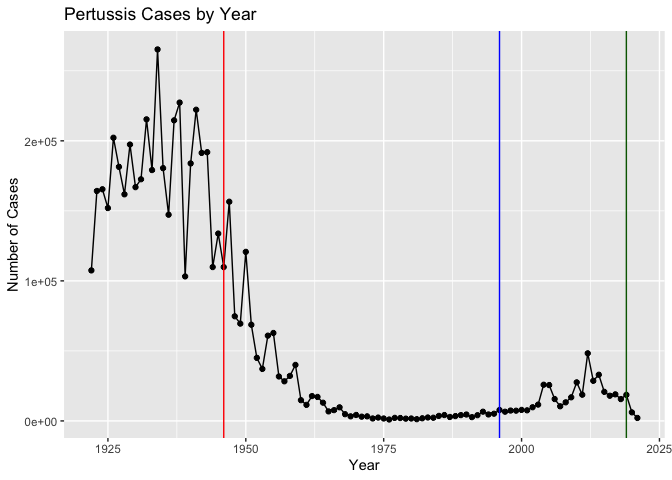 Pertussis Cases by Year
Number of Cases
2e+05
1e+05
0e+00
1925 1950 1975 2000 2025
Year